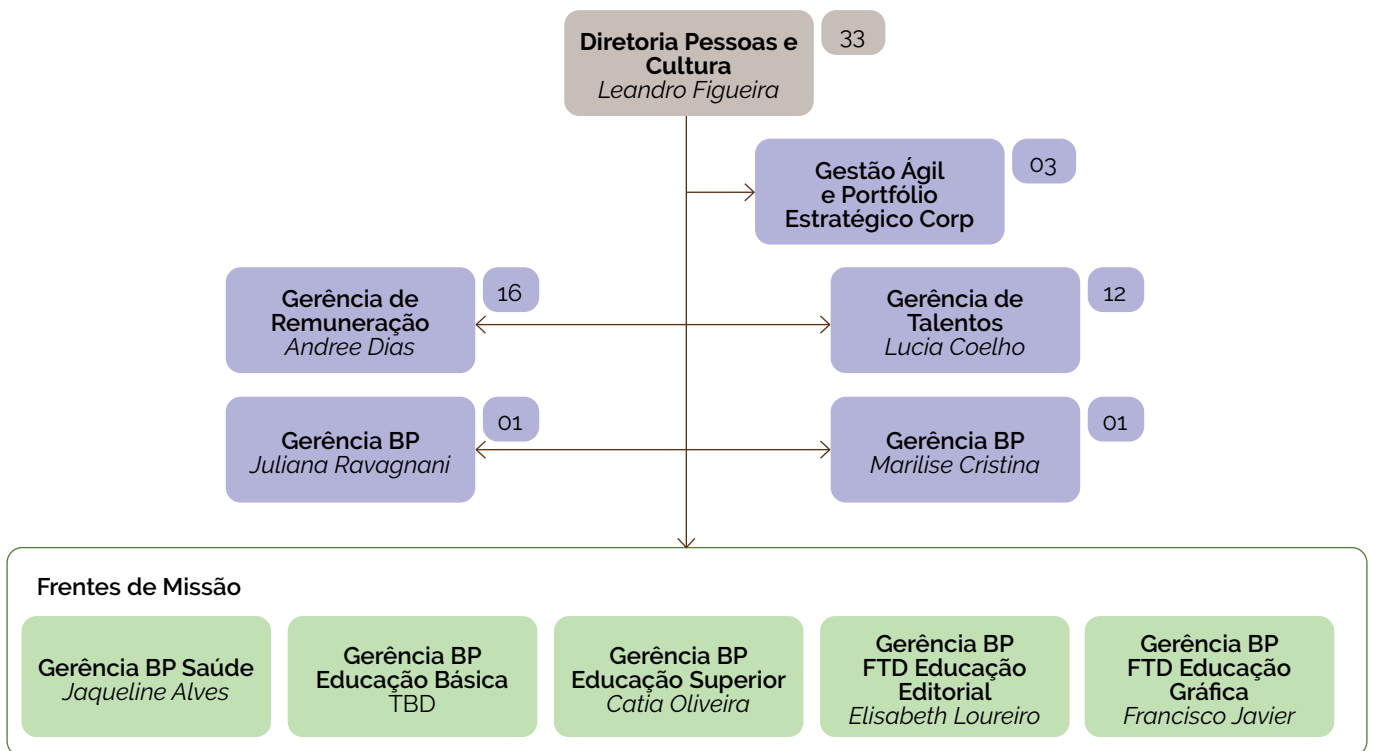 Diretoria Pessoas e
Cultura
Leandro Figueira
33
Gestão Ágil
e Portfólio
Estratégico Corp
03
Gerência de
Remuneração
Andree Dias
16
Gerência de
Talentos
Lucia Coelho
12
Gerência BP
Juliana Ravagnani
01
Gerência BP
Marilise Cristina
01
Frentes de Missão
Gerência BP Saúde
Jaqueline Alves
Gerência BP
Educação Básica
TBD
Gerência BP
Educação Superior
Catia Oliveira
Gerência BP
FTD Educação
Editorial
Elisabeth Loureiro
Gerência BP
FTD Educação
Gráfica
Francisco Javier